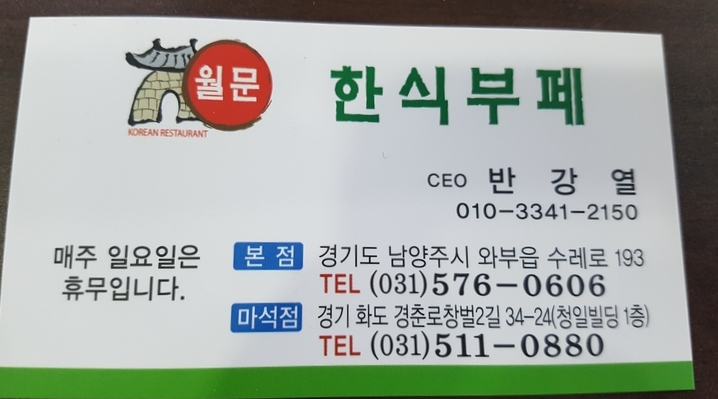 월문
KOREAN RESTAURANT
한식부페
CEO 반 강 열
010-3341-2150
매주 일요일은
휴무입니다.
본 점 경기도 남양주시 와부읍 수레로 193
TEL (031)576-0606
마석점 경기 화도 경춘로창벌2길 34-24(청일빌딩 1층)
TEL (031)511-0880